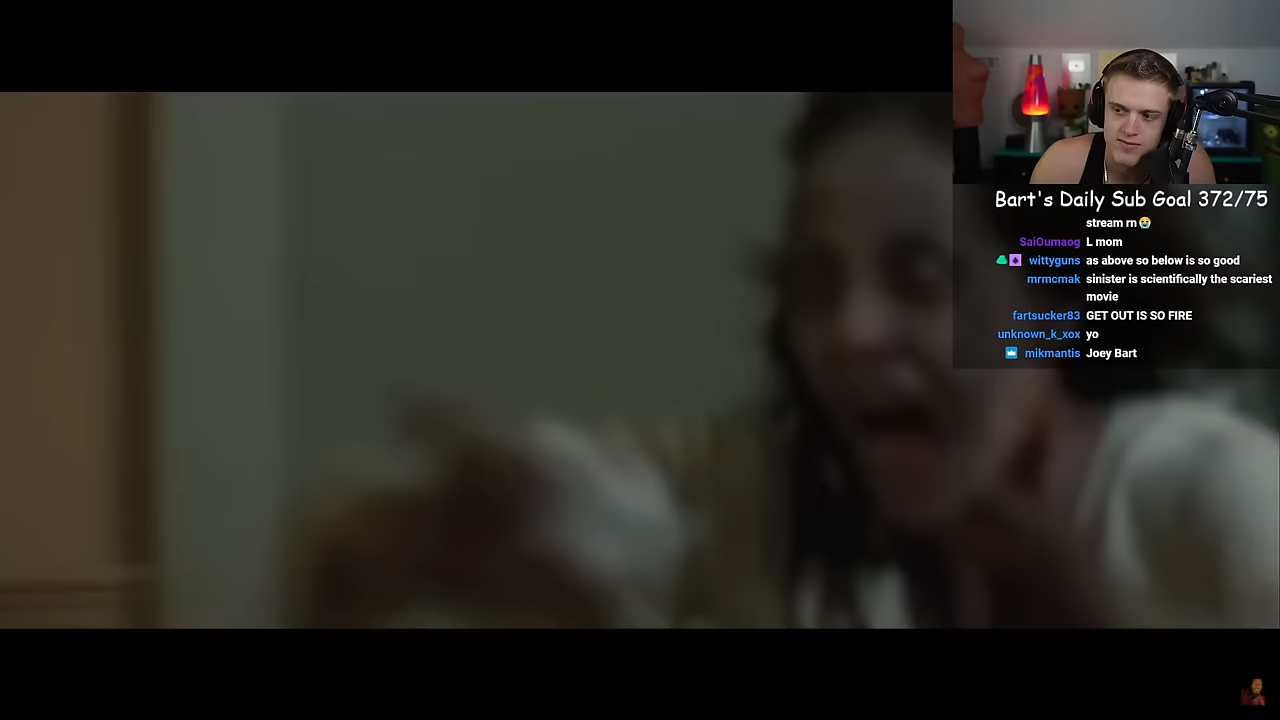 Bart's Daily Sub Goal 372/75
stream rn😭
SaiOumaog L mom
wittyguns as above so below is so good
mrmcmak sinister is scientifically the scariest
movie
fartsucker83 GET OUT IS SO FIRE
unknown_k_xox yo
mikmantis Joey Bart